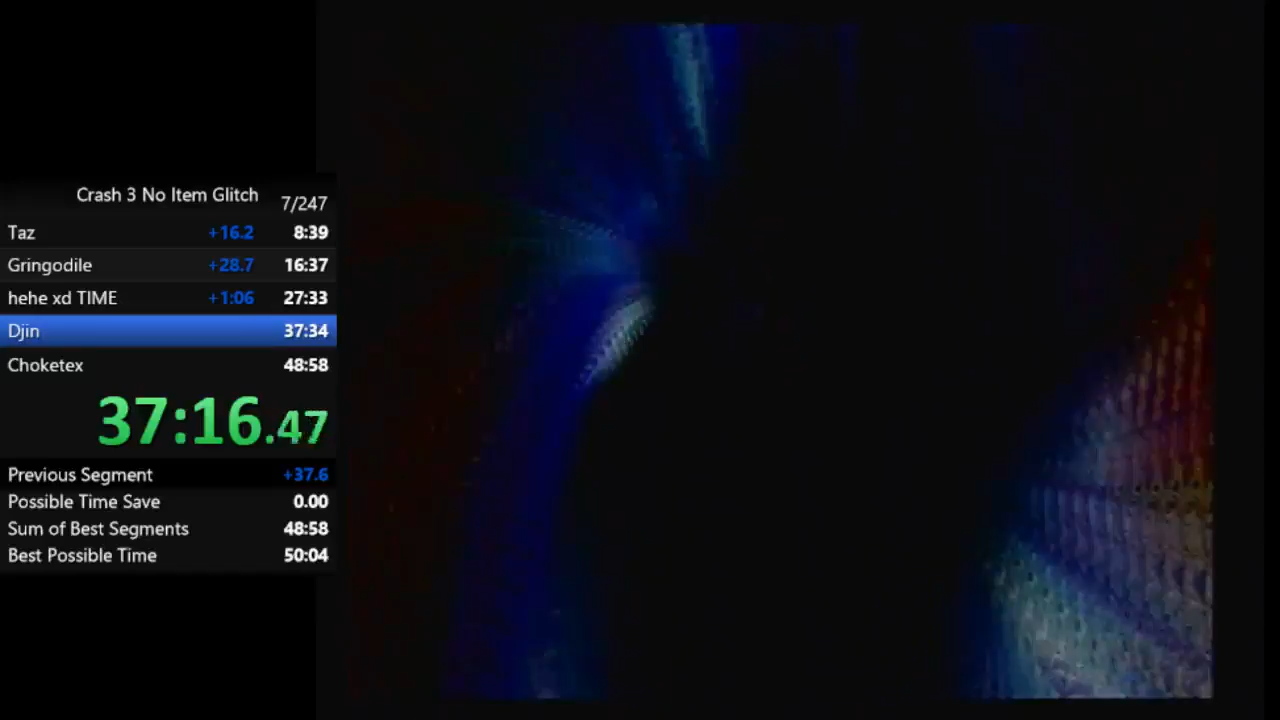 Crash 3 No Item Glitch 7/247
Taz +16.2 8:39
Gringodile +28.7 16:37
hehe xd TIME +1:06 27:33
Djin 37:34
Choketex 48:58
37:16.47
Previous Segment +37.6
Possible Time Save 0.00
Sum of Best Segments 48:58
Best Possible Time 50:04